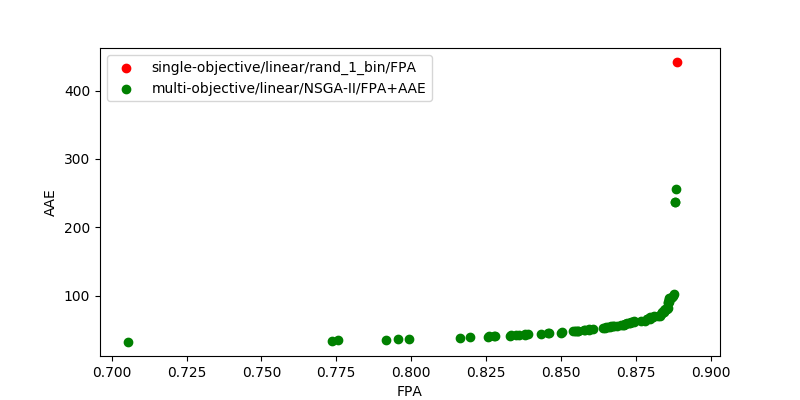 single-objective/linear/rand_1_bin/FPA
multi-objective/linear/NSGA-II/FPA+AAE
400
300
200
100
AAE
0.700 0.725 0.750 0.775 0.800 0.825 0.850 0.875 0.900
FPA